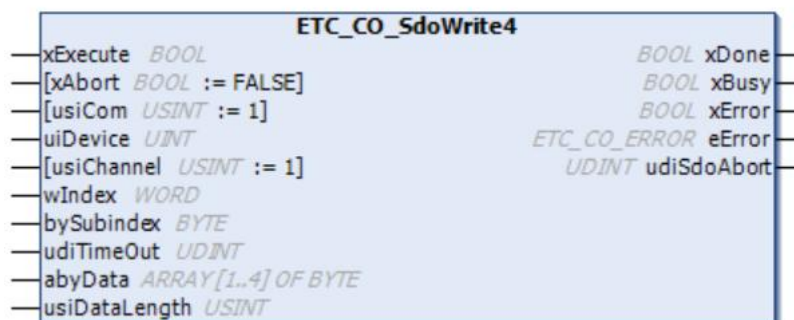 ETC_CO_SdoWrite4
xExecute BOOL BOOL xDone
[xAbort BOOL := FALSE] BOOL xBusy
[usiCom USINT := 1] BOOL xError
uiDevice UINT ETC_CO_ERROR eError
[usiChannel USINT := 1] UDINT udiSdoAbort
wIndex WORD
bySubindex BYTE
udiTimeOut UDINT
abyData ARRAY [1..4] OF BYTE
usiDataLength USINT